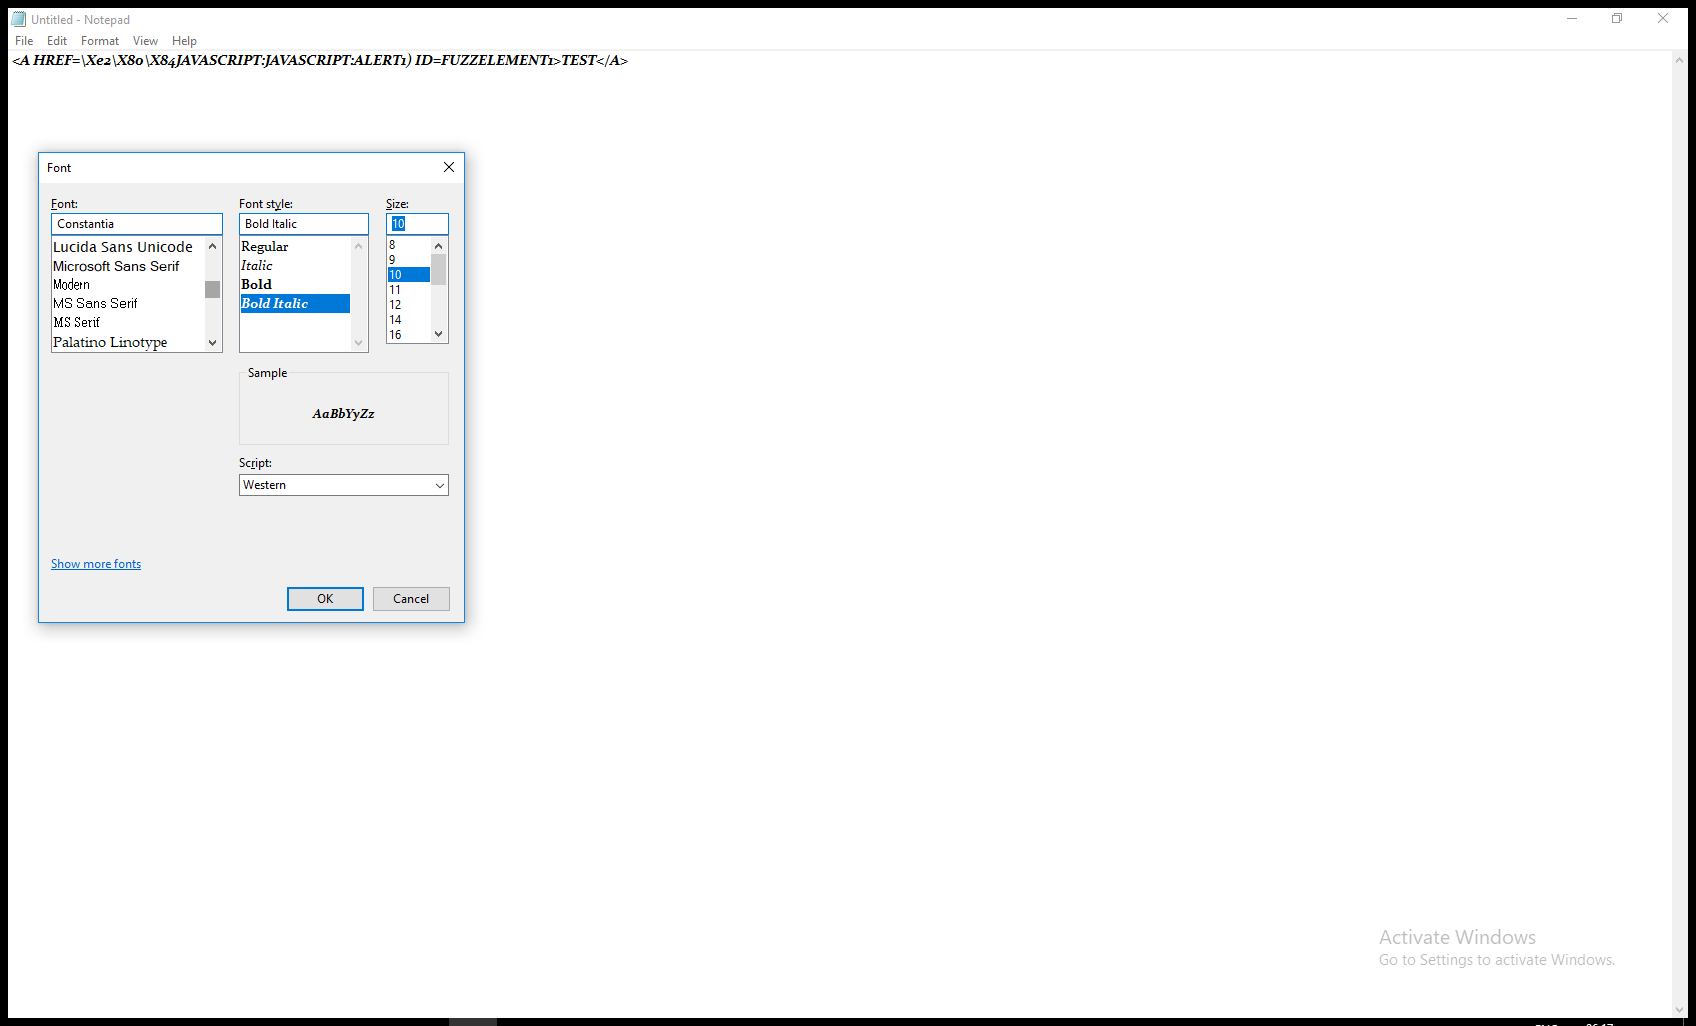 Untitled - Notepad
File Edit Format View Help
<A HREF=\Xe2\X80\X84JAVASCRIPT:JAVASCRIPT:ALERT1) ID=FUZZELEMENT1>TEST</A>
Font
Font: Font style: Size:
Constantia Bold Italic 10
Lucida Sans Unicode
Microsoft Sans Serif
Modern
MS Sans Serif
MS Serif
Palatino Linotype
Regular
Italic
Bold
Bold Italic
8
9
10
11
12
14
16
Sample
AaBbYyZz
Script:
Western
Show more fonts
OK Cancel
Activate Windows
Go to Settings to activate Windows.